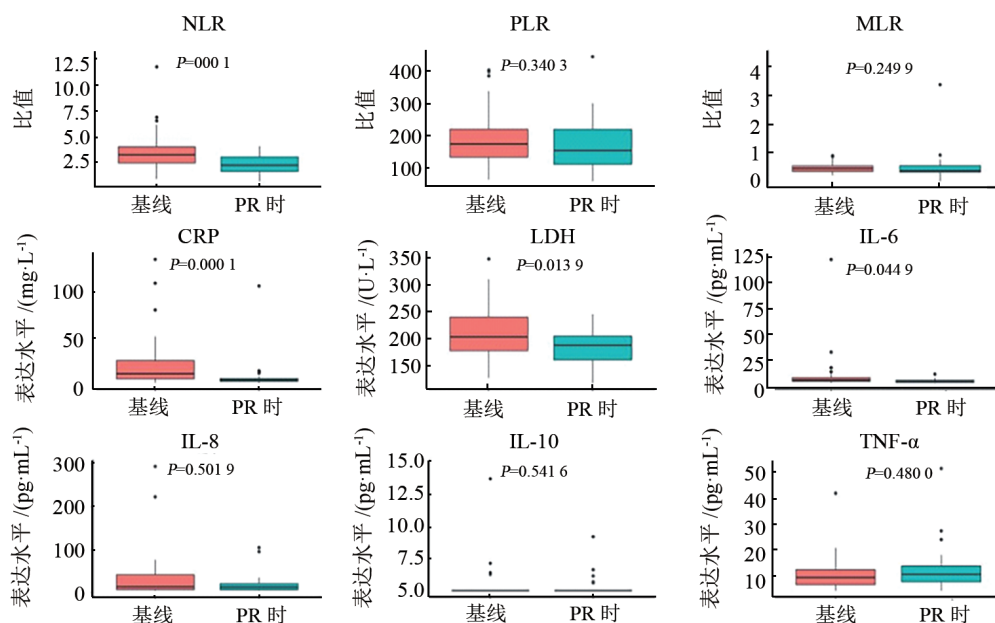 NLR
P=000 1
比值
12.5
10.0
7.5
5.0
2.5
基线
PR 时
PLR
P=0.340 3
比值
400
300
200
100
基线
PR 时
MLR
P=0.249 9
比值
4
3
2
1
0
基线
PR 时
CRP
P=0.000 1
表达水平 /(mg·L⁻¹)
100
50
0
基线
PR 时
LDH
P=0.013 9
表达水平 /(U·L⁻¹)
350
300
250
200
150
基线
PR 时
IL-6
P=0.044 9
表达水平 /(pg·mL⁻¹)
125
100
75
50
25
0
基线
PR 时
IL-8
P=0.501 9
表达水平 /(pg·mL⁻¹)
300
200
100
0
基线
PR 时
IL-10
P=0.541 6
表达水平 /(pg·mL⁻¹)
15.0
12.5
10.0
7.5
5.0
基线
PR 时
TNF-α
P=0.480 0
表达水平 /(pg·mL⁻¹)
50
40
30
20
10
基线
PR 时